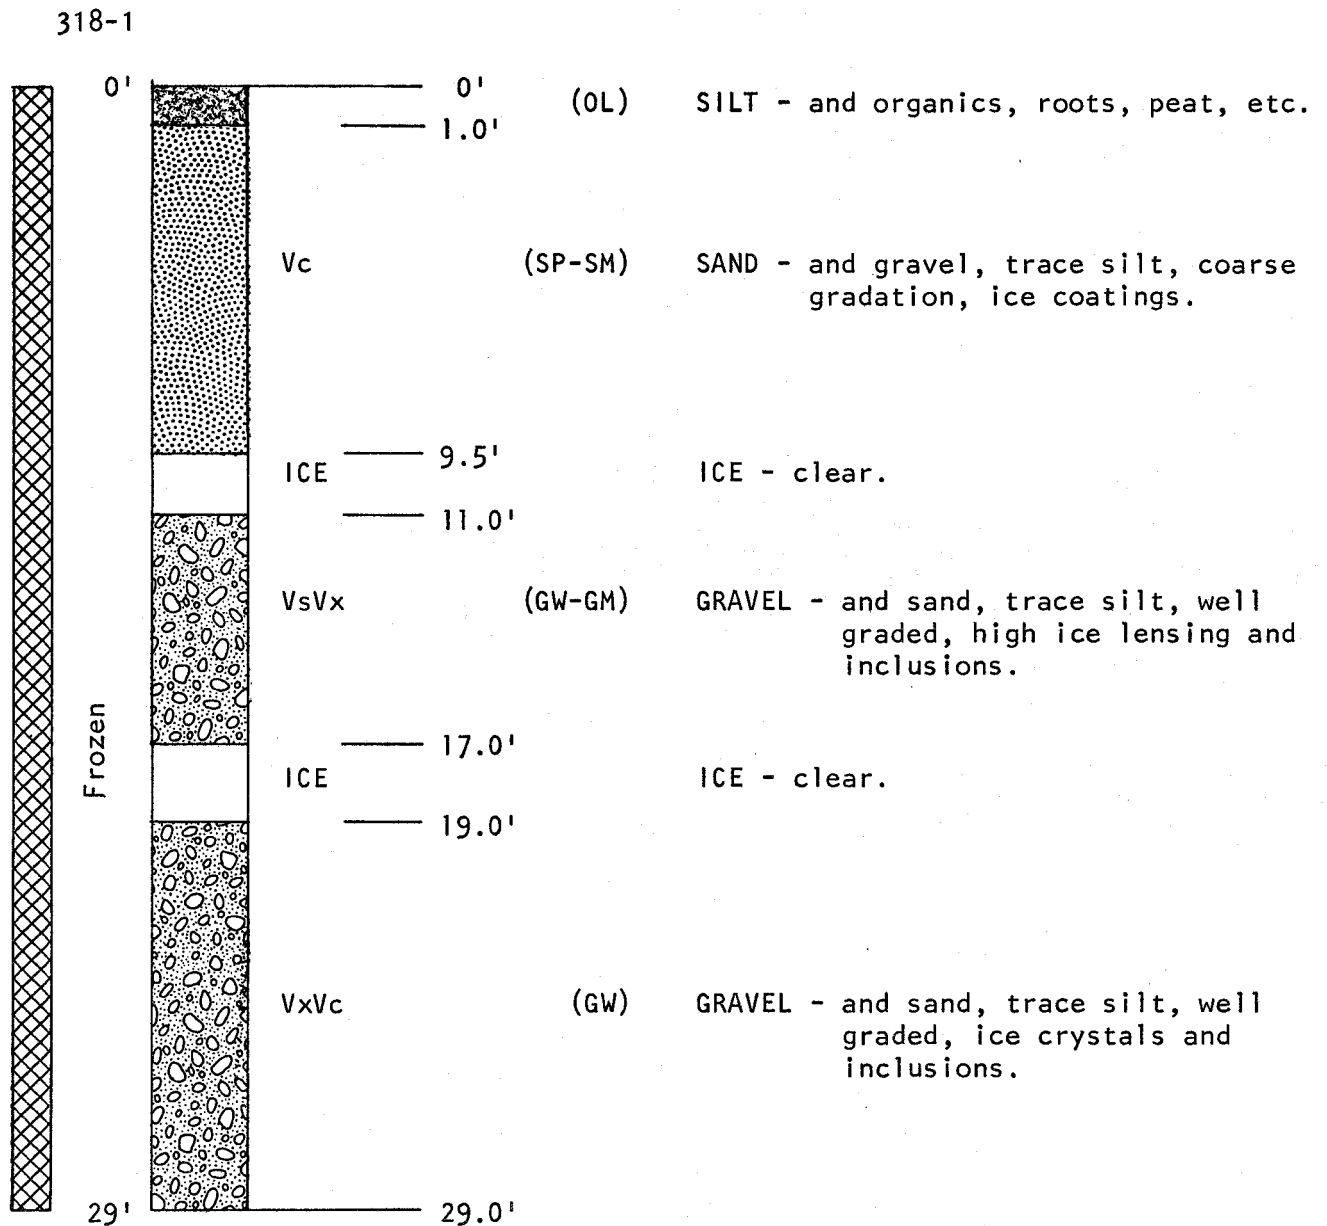 318-1
0' 0' (OL) SILT - and organics, roots, peat, etc.
1.0'
Vc (SP-SM) SAND - and gravel, trace silt, coarse
gradation, ice coatings.
9.5'
ICE ICE - clear.
11.0'
VsVx (GW-GM) GRAVEL - and sand, trace silt, well
graded, high ice lensing and
inclusions.
Frozen
17.0'
ICE ICE - clear.
19.0'
VxVc (GW) GRAVEL - and sand, trace silt, well
graded, ice crystals and
inclusions.
29' 29.0'